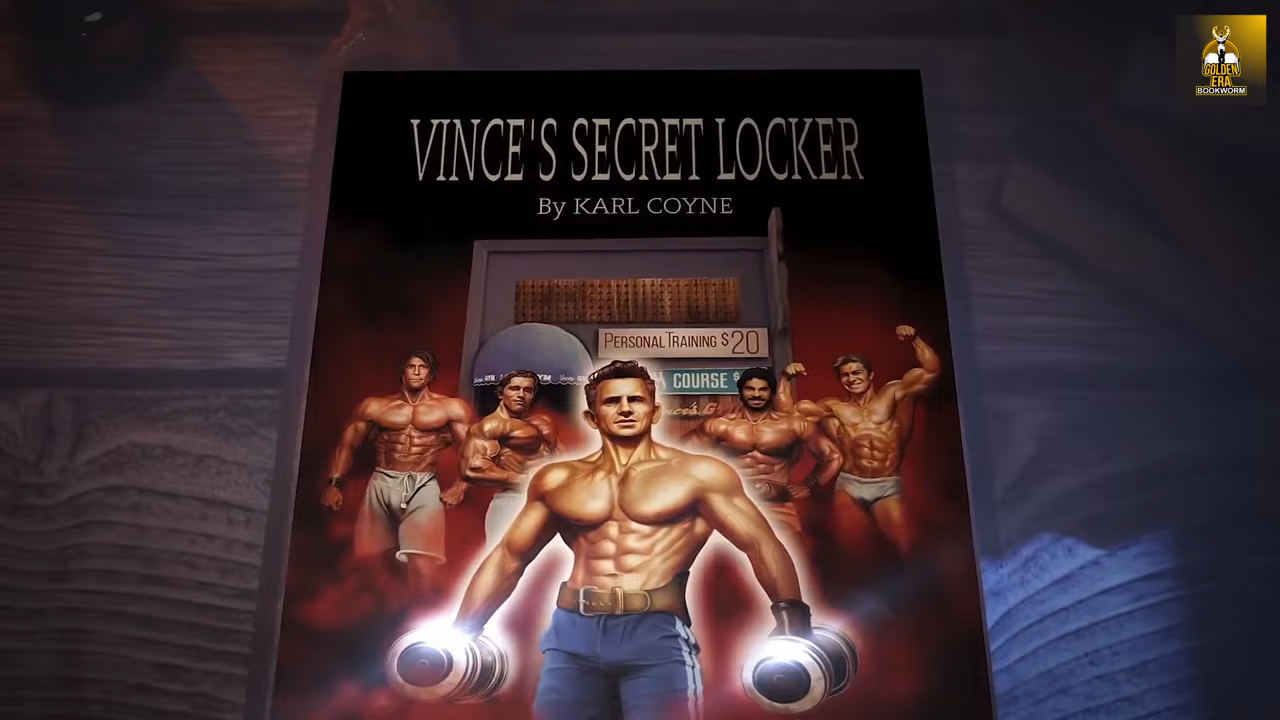 VINCE'S SECRET LOCKER
By KARL COYNE
PERSONAL TRAINING $20
COURSE $
GOLDEN
ERA
BOOKWORM